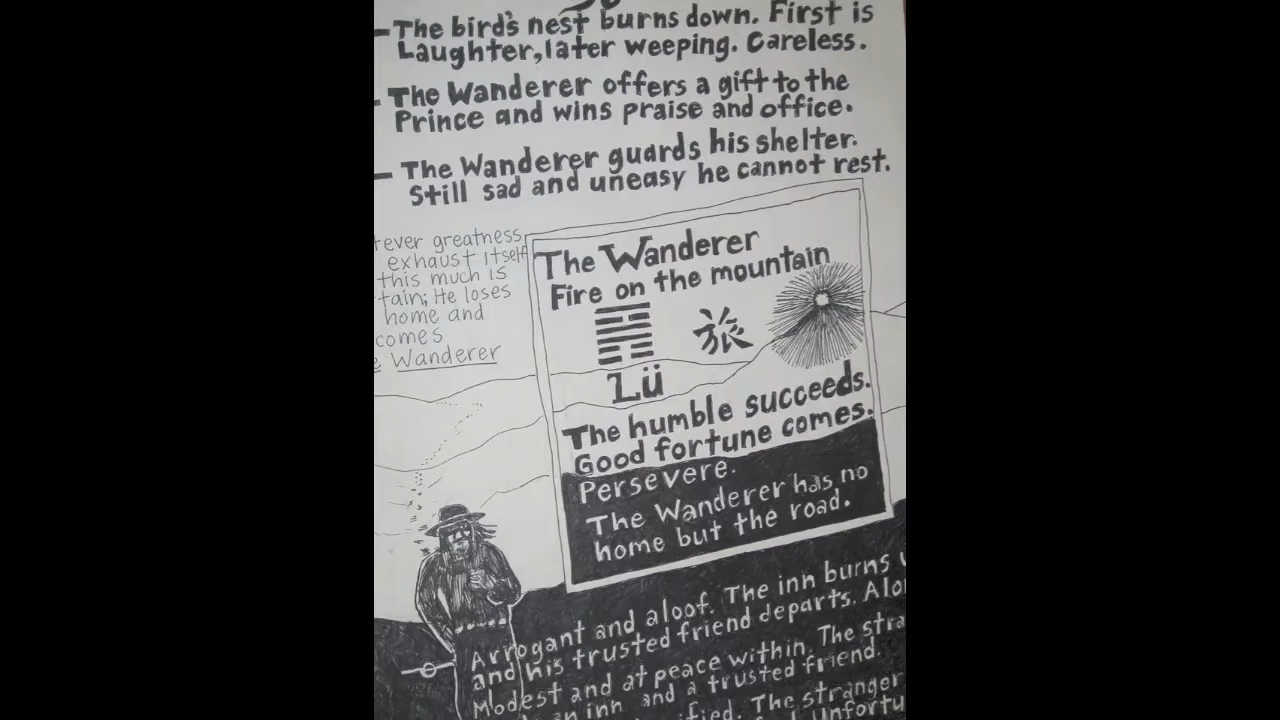 -The bird's nest burns down. First is
Laughter, later weeping. Careless.
- The Wanderer offers a gift to the
Prince and wins praise and office.
- The Wanderer guards his shelter.
Still sad and uneasy he cannot rest.
ever greatness
exhaust itself
this much is
tain; He loses
home and
comes
Wanderer
The Wanderer
Fire on the mountain
旅
Lü
The humble succeeds.
Good fortune comes.
Persevere.
The Wanderer has no
home but the road.
Arrogant and aloof. The inn burns
and his trusted friend departs. Alo
Modest and at peace within. The stra
an inn and a trusted friend.
ified. The stranger
Unfortu